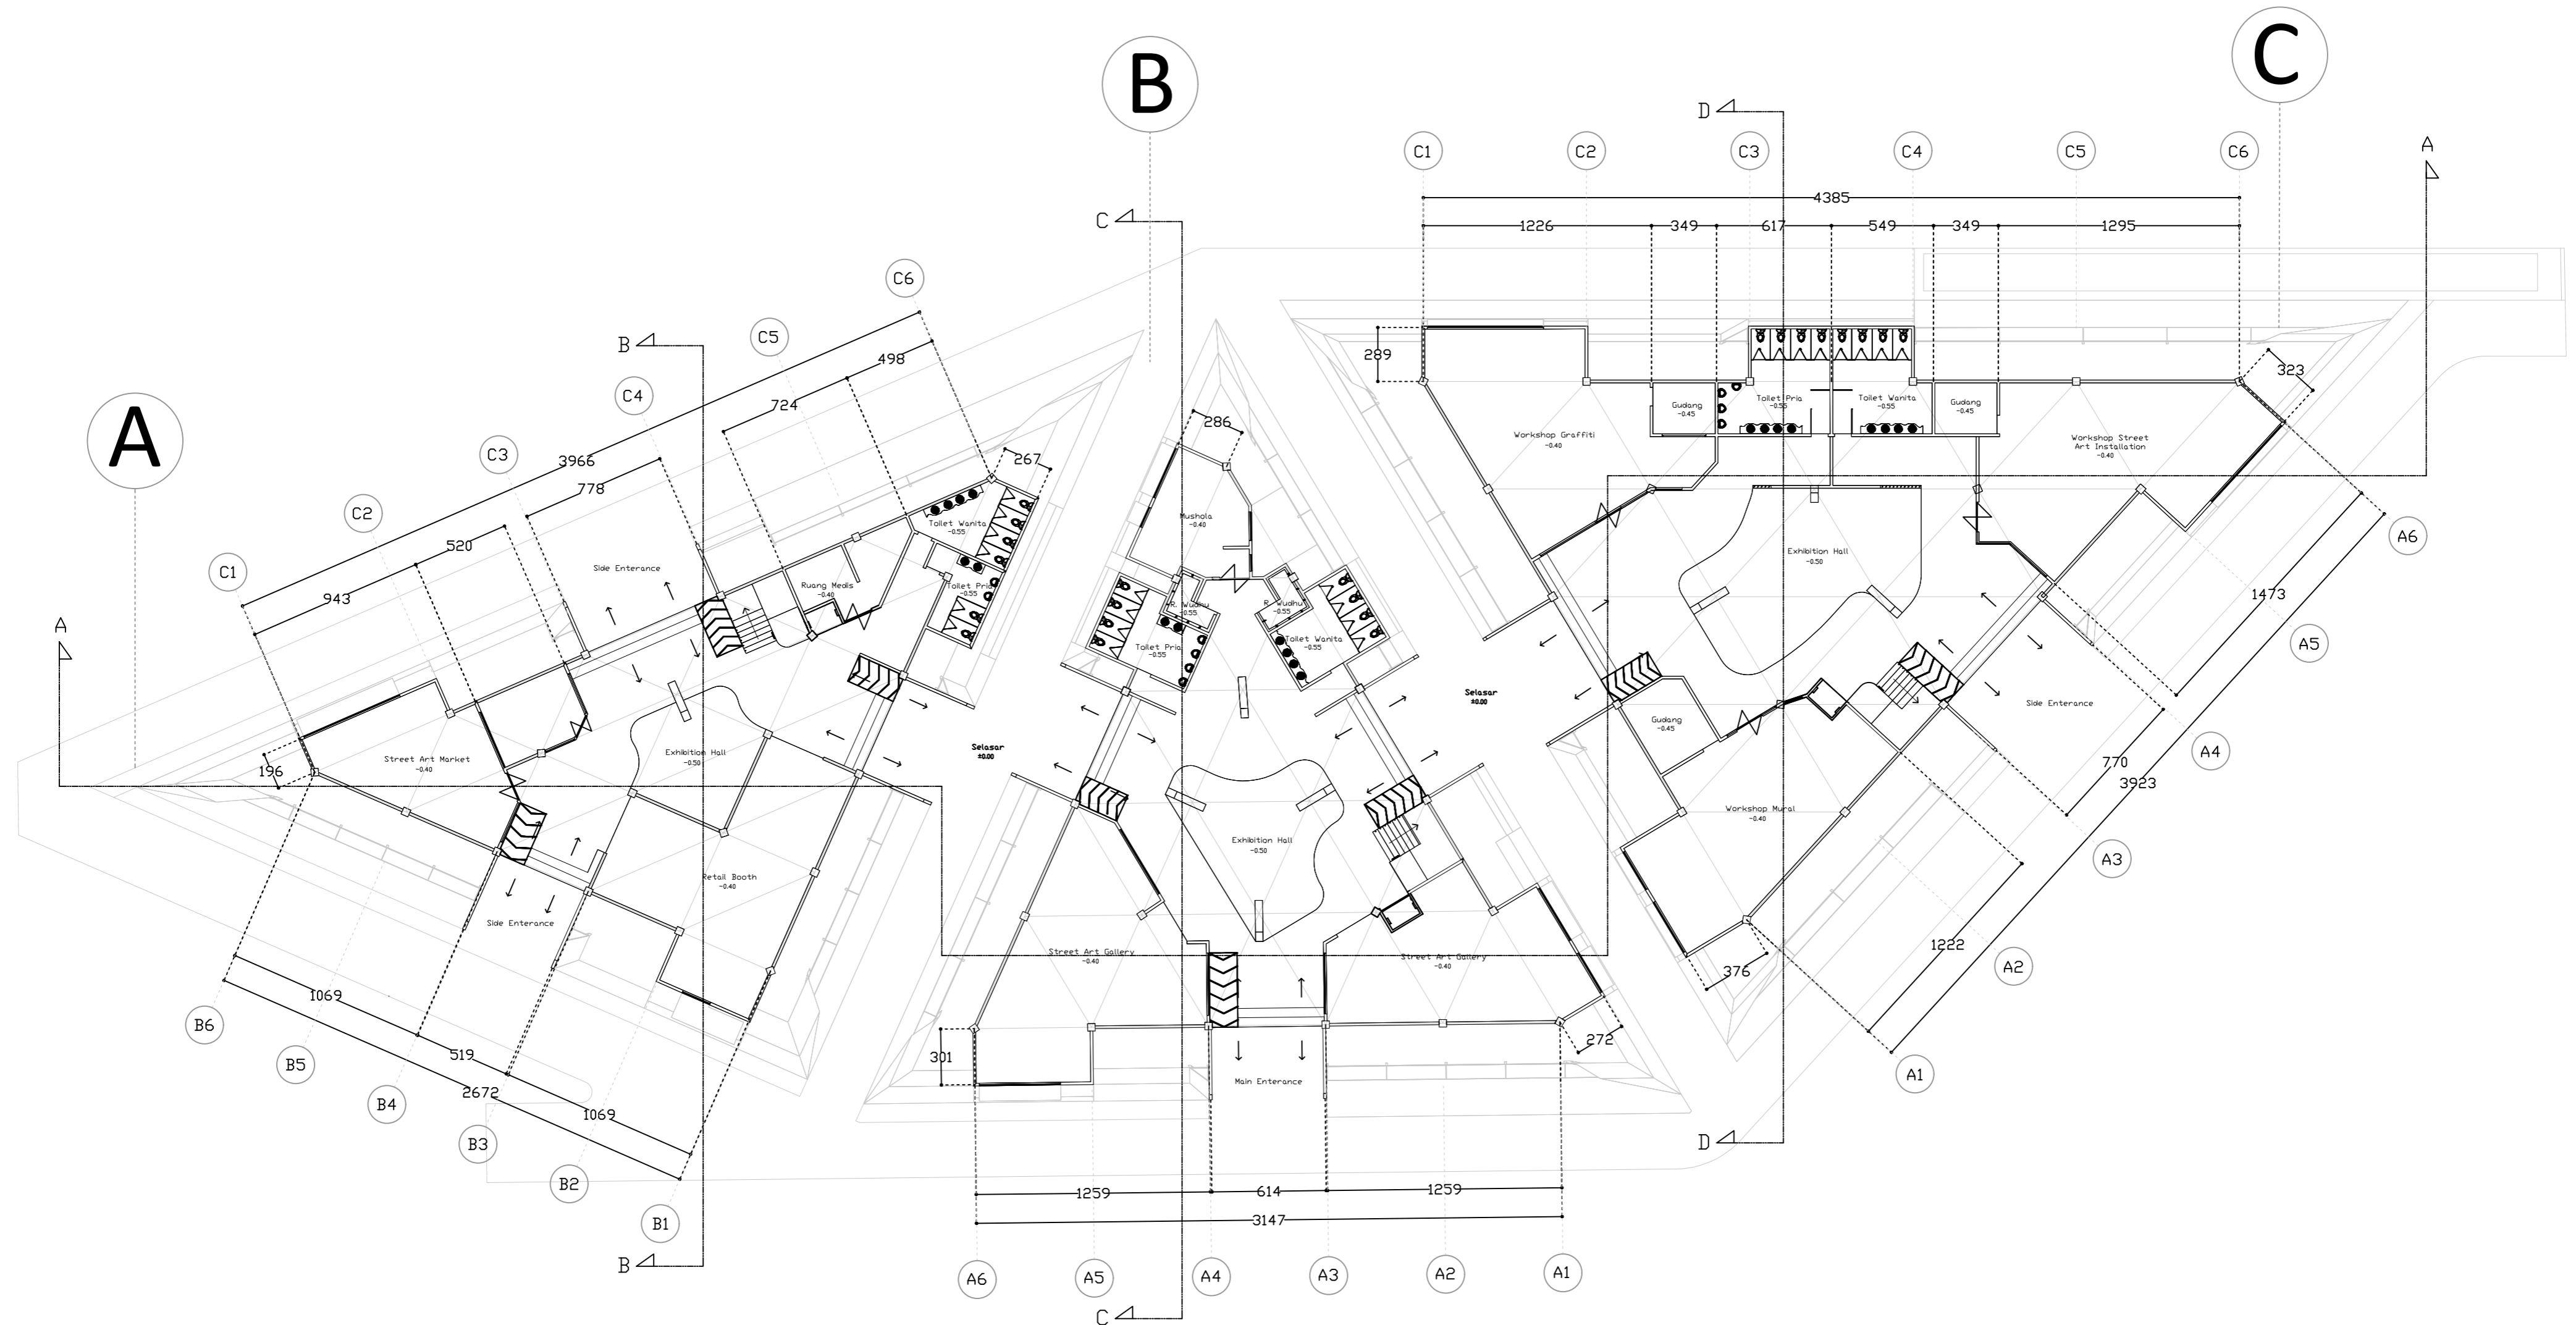 A
B
C
D
A
C
C1
C2
C3
C4
C5
C6
4385
1226
349
617
549
349
1295
B
C6
C5
C4
C3
C2
C1
3966
498
724
778
520
943
267
286
289
323
Toilet Wanita
-0.55
Toilet Pria
-0.55
Ruang Medis
-0.40
Side Enterance
Street Art Market
-0.40
Exhibition Hall
-0.50
Retail Booth
-0.40
Side Enterance
196
A
B6
B5
B4
B3
B2
B1
1069
519
1069
2672
B
Mushola
-0.40
R. Wudhu
-0.55
R. Wudhu
-0.55
Toilet Pria
-0.55
Toilet Wanita
-0.55
Selasar
±0.00
Selasar
±0.00
Exhibition Hall
-0.50
Street Art Gallery
-0.40
Street Art Gallery
-0.40
Main Enterance
301
272
1259
614
1259
3147
A6
A5
A4
A3
A2
A1
C
Workshop Graffiti
-0.40
Gudang
-0.45
Toilet Pria
-0.55
Toilet Wanita
-0.55
Gudang
-0.45
Workshop Street
Art Installation
-0.40
Exhibition Hall
-0.50
Side Enterance
Gudang
-0.45
Workshop Mural
-0.40
376
1473
770
3923
1222
A6
A5
A4
A3
A2
A1
D